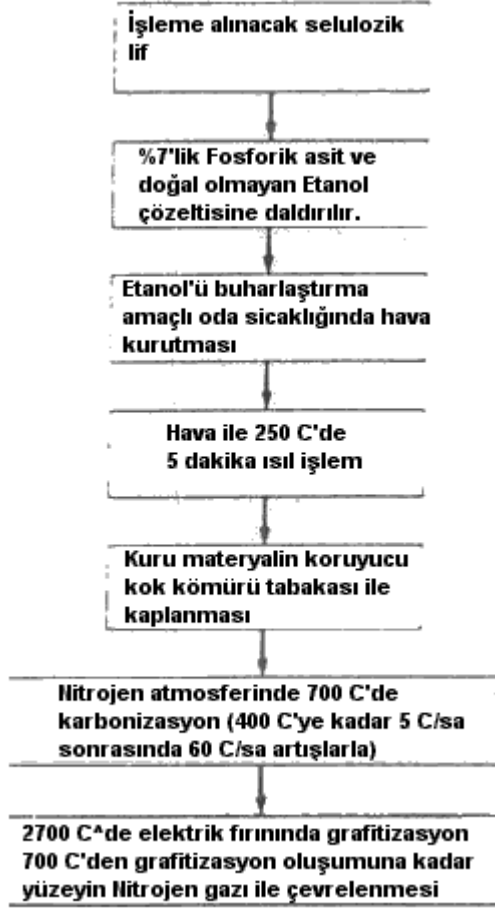 İşleme alınacak selulozik
lif
%7'lik Fosforik asit ve
doğal olmayan Etanol
çözeltisine daldırılır.
Etanol'ü buharlaştırma
amaçlı oda sicaklığında hava
kurutması
Hava ile 250 C'de
5 dakika ısıl işlem
Kuru materyalin koruyucu
kok kömürü tabakası ile
kaplanması
Nitrojen atmosferinde 700 C'de
karbonizasyon (400 C'ye kadar 5 C/sa
sonrasında 60 C/sa artışlarla)
2700 C^de elektrik fırınında grafitizasyon
700 C'den grafitizasyon oluşumuna kadar
yüzeyin Nitrojen gazı ile çevrelenmesi